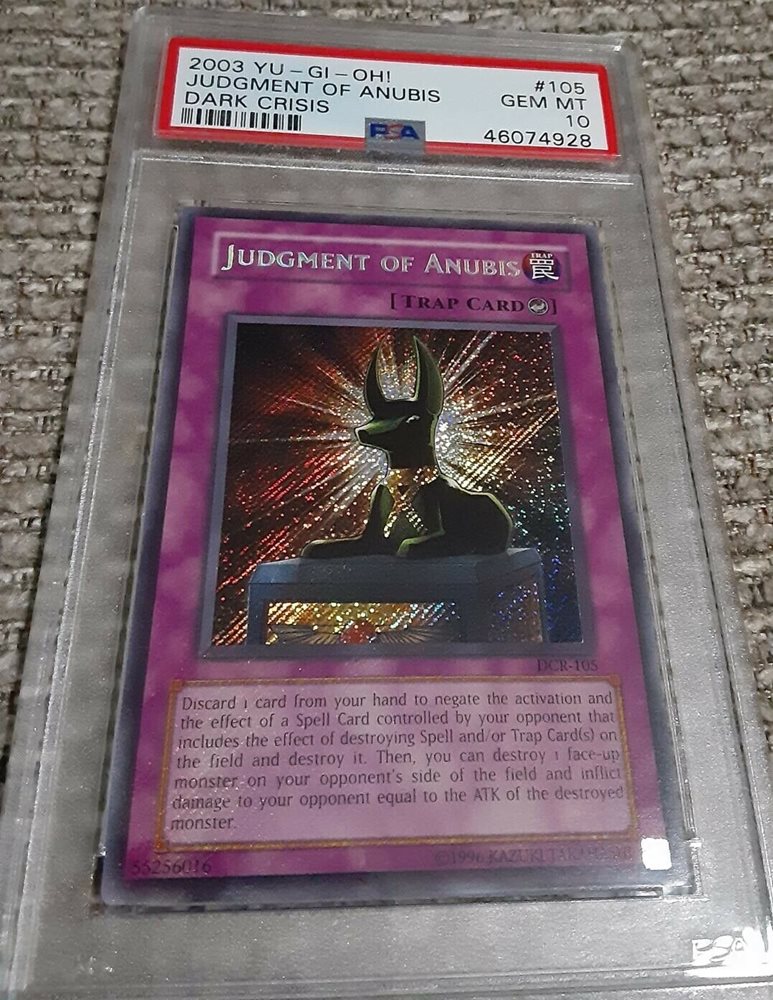 2003 YU-GI-OH! #105
JUDGMENT OF ANUBIS GEM MT
DARK CRISIS 10
PSA 46074928
JUDGMENT OF ANUBIS TRAP 罠
[TRAP CARD]
DCR-105
Discard 1 card from your hand to negate the activation and
the effect of a Spell Card controlled by your opponent that
includes the effect of destroying Spell and/or Trap Card(s) on
the field and destroy it. Then, you can destroy 1 face-up
monster on your opponent's side of the field and inflict
damage to your opponent equal to the ATK of the destroyed
monster.
55256016 ©1996 KAZUKI TAKAHASHI
PSA